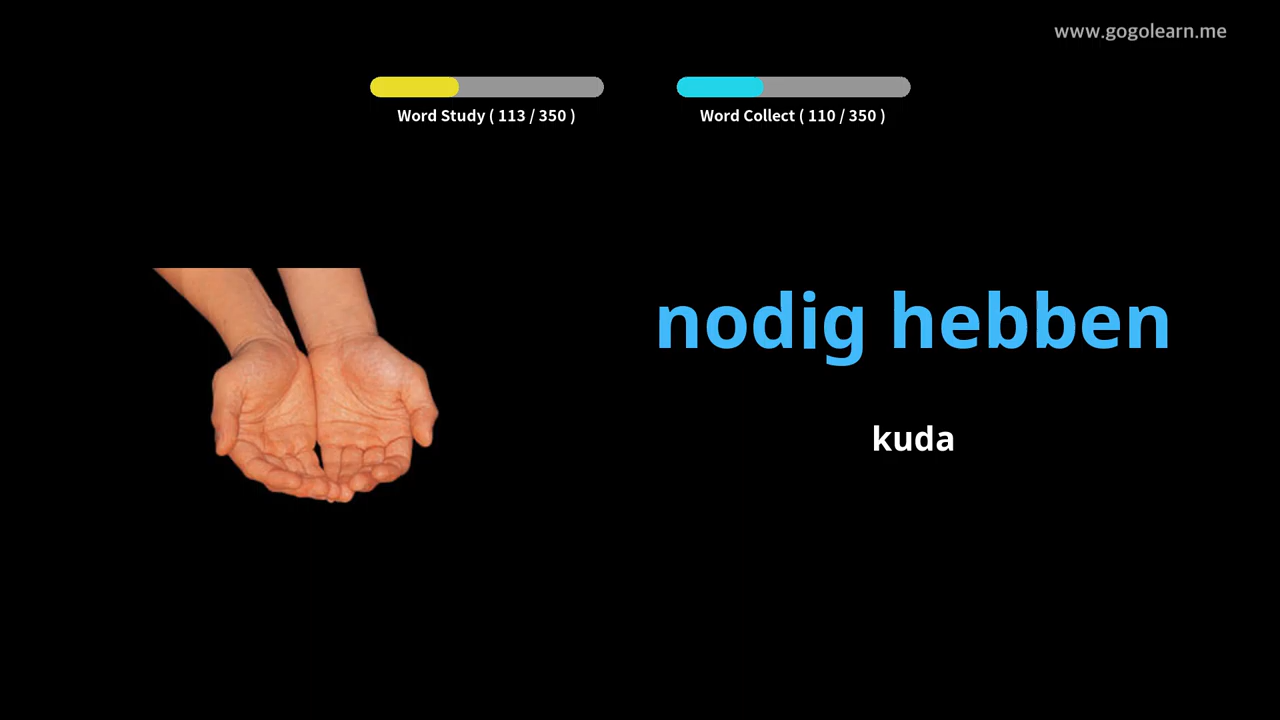 www.gogolearn.me
Word Study ( 113 / 350 )
Word Collect ( 110 / 350 )
nodig hebben
kuda